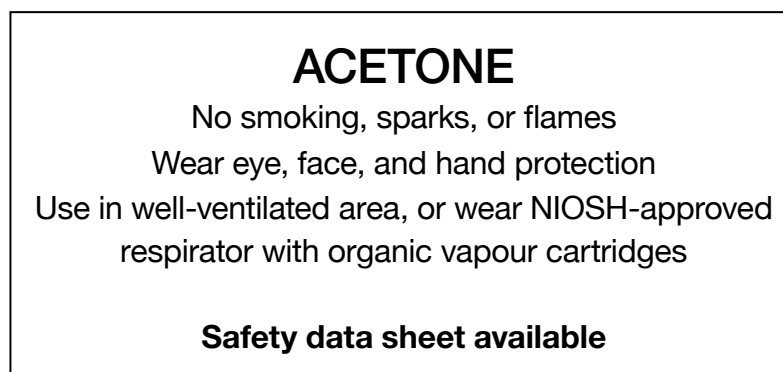 ACETONE
No smoking, sparks, or flames
Wear eye, face, and hand protection
Use in well-ventilated area, or wear NIOSH-approved
respirator with organic vapour cartridges
Safety data sheet available